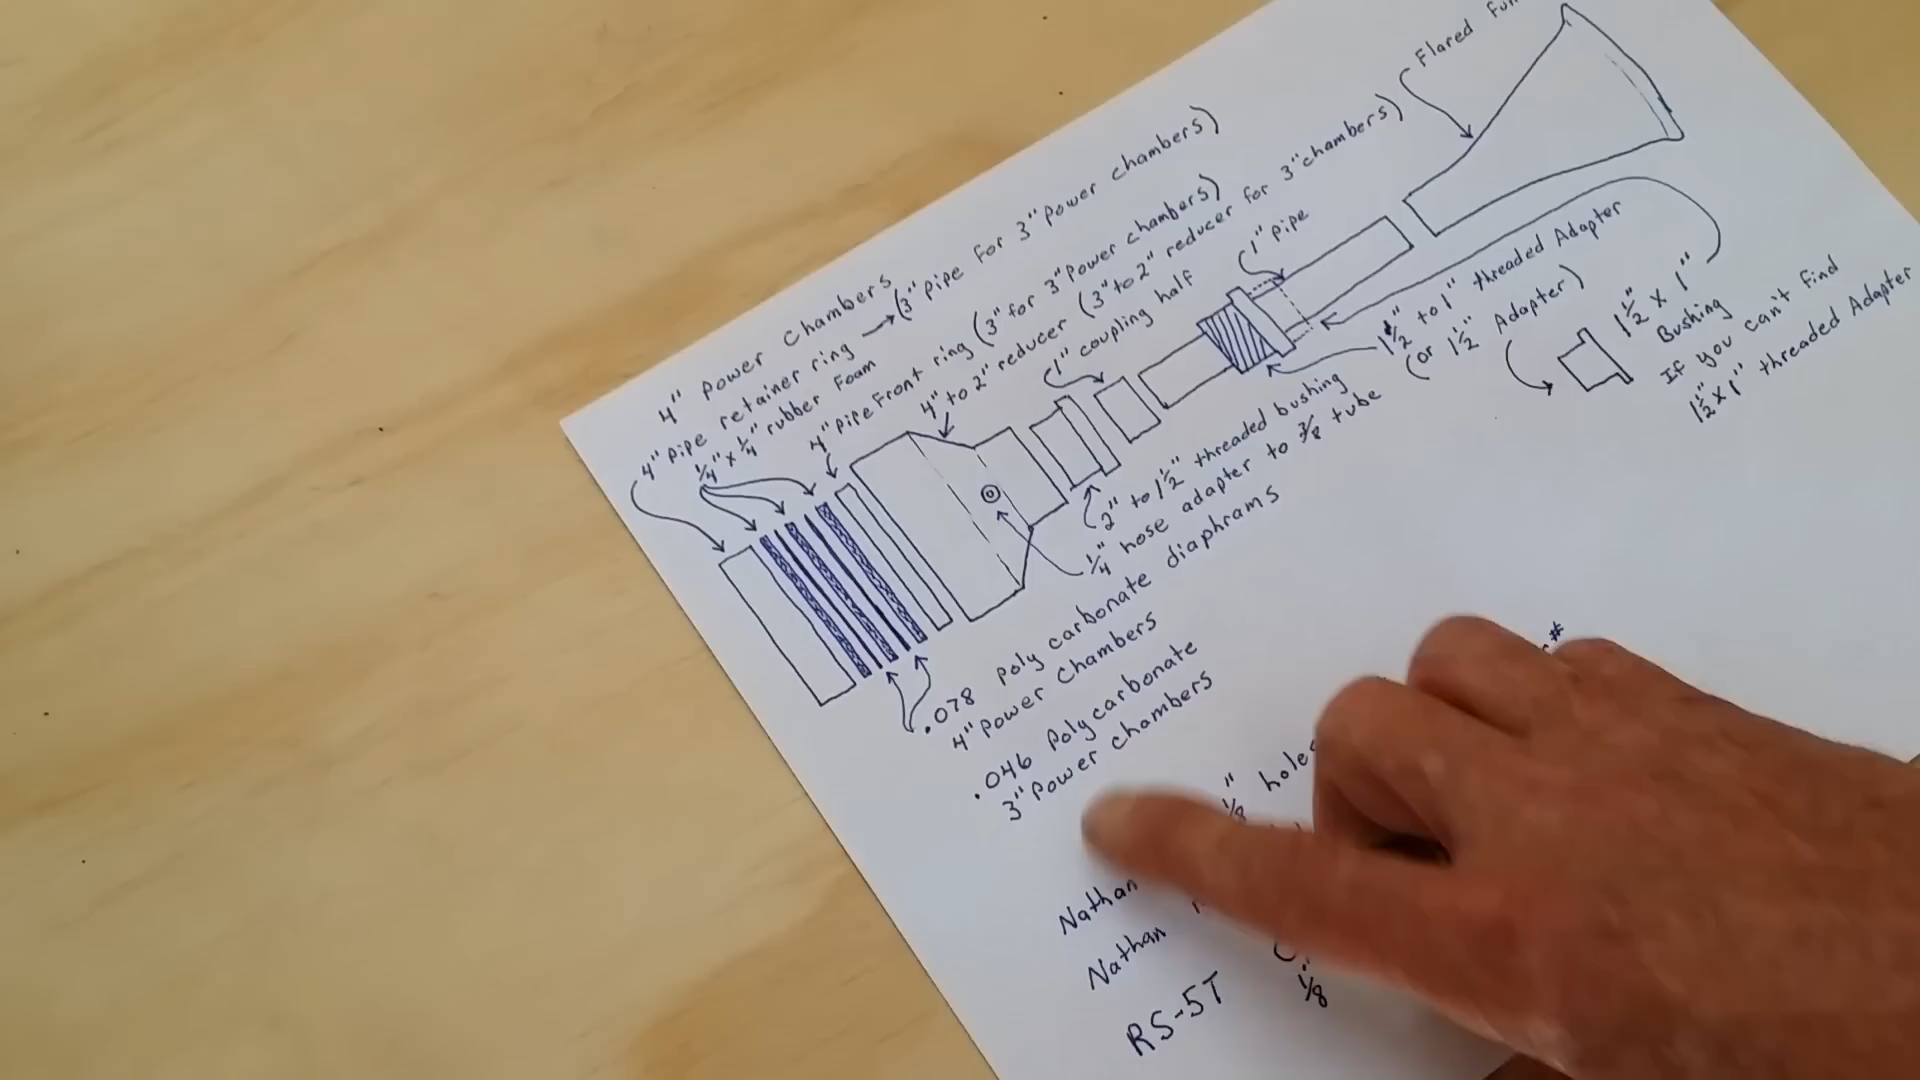 Flared
4" Power Chambers
4" pipe retainer ring → (3" pipe for 3" power chambers)
1/4" x 1/4" rubber Foam
4" pipe Front ring (3" for 3" Power chambers)
4" to 2" reducer (3" to 2" reducer for 3" chambers)
1" coupling half
1" pipe
1 1/2" to 1" threaded Adapter
(or 1 1/2" Adapter)
1 1/2 x 1"
Bushing
If you can't find
1 1/2" x 1" threaded Adapter
2" to 1 1/2" threaded bushing
1/4" hose adapter to 3/8 tube
.078 poly carbonate diaphrams
4" Power Chambers
.046 Poly carbonate
3" Power chambers
#
1/8" holes
Nathan
Nathan
RS-5T
1/8"